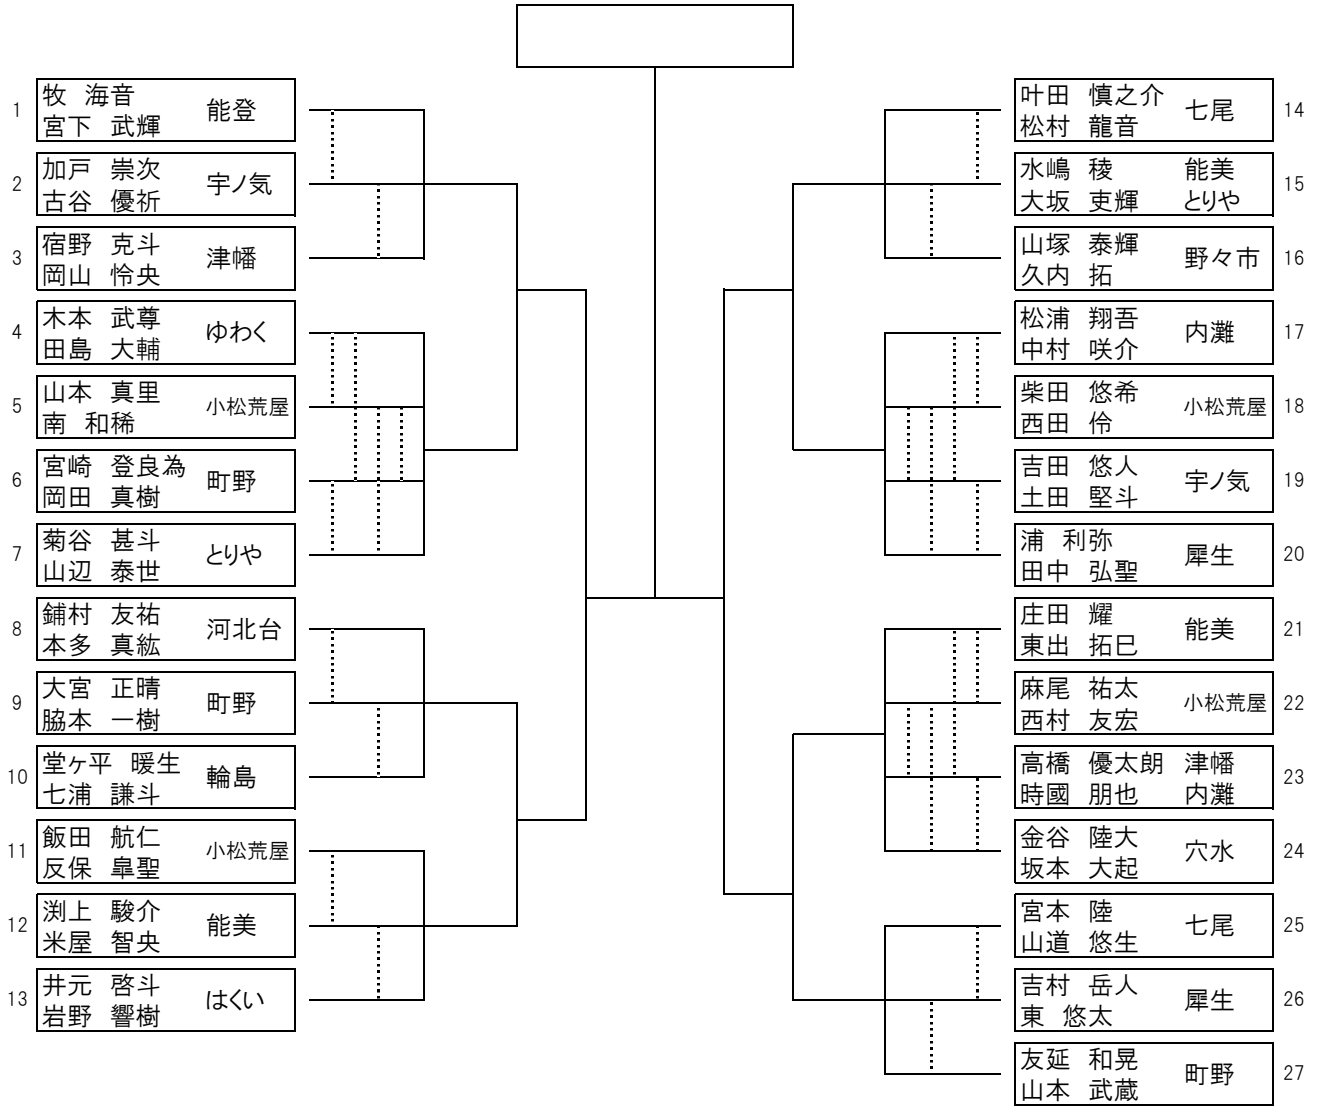 1 牧 海音 能登
宮下 武輝
2 加戸 崇次 宇ノ気
古谷 優祈
3 宿野 克斗 津幡
岡山 怜央
4 木本 武尊 ゆわく
田島 大輔
5 山本 真里 小松荒屋
南 和稀
6 宮崎 登良為 町野
岡田 真樹
7 菊谷 甚斗 とりや
山辺 泰世
8 鋪村 友祐 河北台
本多 真紘
9 大宮 正晴 町野
脇本 一樹
10 堂ヶ平 暖生 輪島
七浦 謙斗
11 飯田 航仁 小松荒屋
反保 皐聖
12 渕上 駿介 能美
米屋 智央
13 井元 啓斗 はくい
岩野 響樹
叶田 慎之介 七尾 14
松村 龍音
水嶋 稜 能美 15
大坂 吏輝 とりや
山塚 泰輝 野々市 16
久内 拓
松浦 翔吾 内灘 17
中村 咲介
柴田 悠希 小松荒屋 18
西田 伶
吉田 悠人 宇ノ気 19
土田 堅斗
浦 利弥 犀生 20
田中 弘聖
庄田 耀 能美 21
東出 拓巳
麻尾 祐太 小松荒屋 22
西村 友宏
高橋 優太朗 津幡 23
時國 朋也 内灘
金谷 陸大 穴水 24
坂本 大起
宮本 陸 七尾 25
山道 悠生
吉村 岳人 犀生 26
東 悠太
友延 和晃 町野 27
山本 武蔵